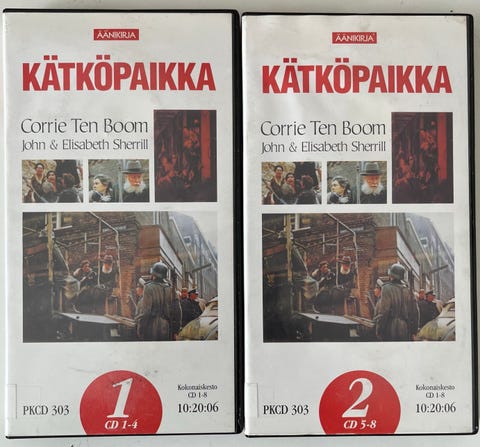 ÄÄNIKIRJA
KÄTKÖPAIKKA
Corrie Ten Boom
John & Elisabeth Sherrill
PKCD 303
1
CD 1-4
Kokonaiskesto
CD 1-8
10:20:06
ÄÄNIKIRJA
KÄTKÖPAIKKA
Corrie Ten Boom
John & Elisabeth Sherrill
PKCD 303
2
CD 5-8
Kokonaiskesto
CD 1-8
10:20:06